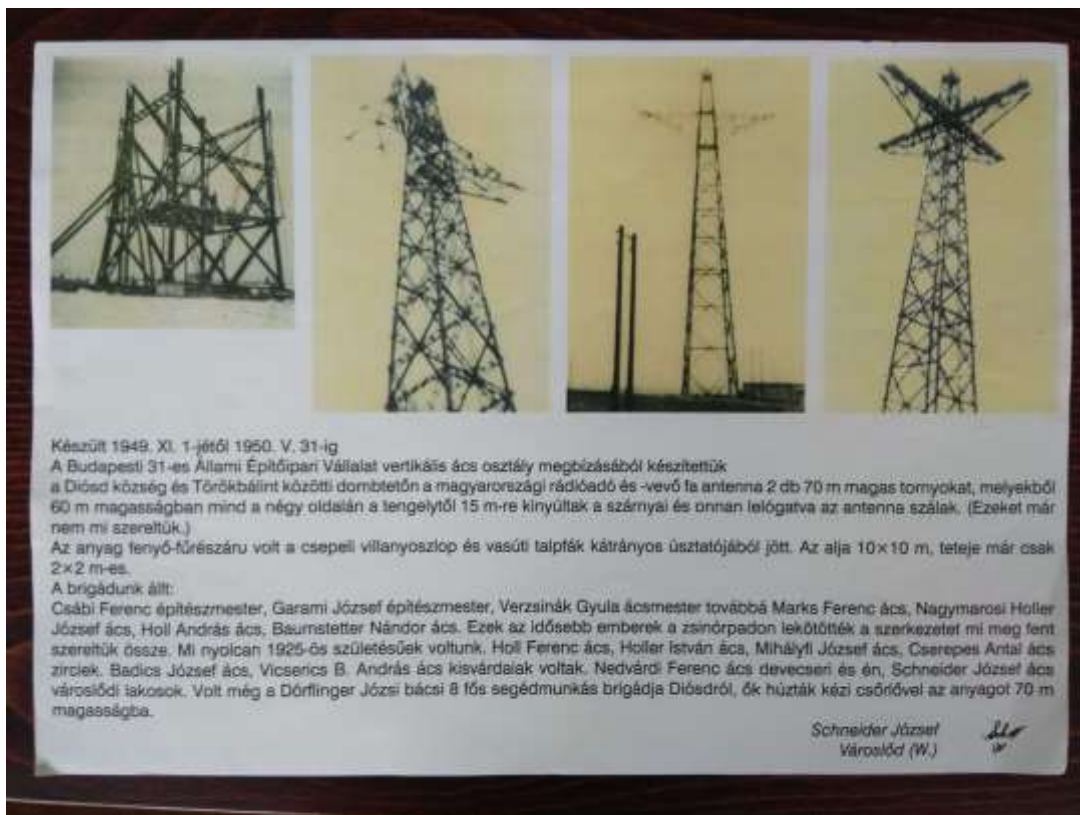 Készült 1949. XI. 1-jétől 1950. V. 31-ig
A Budapesti 31-es Állami Építőipari Vállalat vertikális ács osztály megbízásából készítettük
a Diósd község és Törökbálint közötti dombtetőn a magyarországi rádióadó és -vevő fa antenna 2 db 70 m magas tornyokat, melyekből
60 m magasságban mind a négy oldalán a tengelytől 15 m-re kinyúltak a szárnyai és onnan lelógatva az antenna szálak. (Ezeket már
nem mi szereltük.)
Az anyag fenyő-fűrészáru volt a csepeli villanyoszlop és vasúti talpfák kátrányos úsztatójából jött. Az alja 10×10 m, teteje már csak
2×2 m-es.
A brigádunk állt:
Csábi Ferenc építészmester, Garami József építészmester, Verzsinák Gyula ácsmester továbbá Marks Ferenc ács, Nagymarosi Holler
József ács, Holl András ács, Baumstetter Nándor ács. Ezek az idősebb emberek a zsinórpadon lekötötték a szerkezetet mi meg fent
szereltük össze. Mi nyolcan 1925-ös születésűek voltunk. Holl Ferenc ács, Holler István ács, Mihályfi József ács, Cserepes Antal ács
zirciek. Badics József ács, Vicserics B. András ács kisvárdaiak voltak. Nedvárdi Ferenc ács devecseri és én, Schneider József ács
városlődi lakosok. Volt még a Dörflinger Józsi bácsi 8 fős segédmunkás brigádja Diósdról, ők húzták kézi csörlővel az anyagot 70 m
magasságba.
Schneider József
Városlőd (W.)